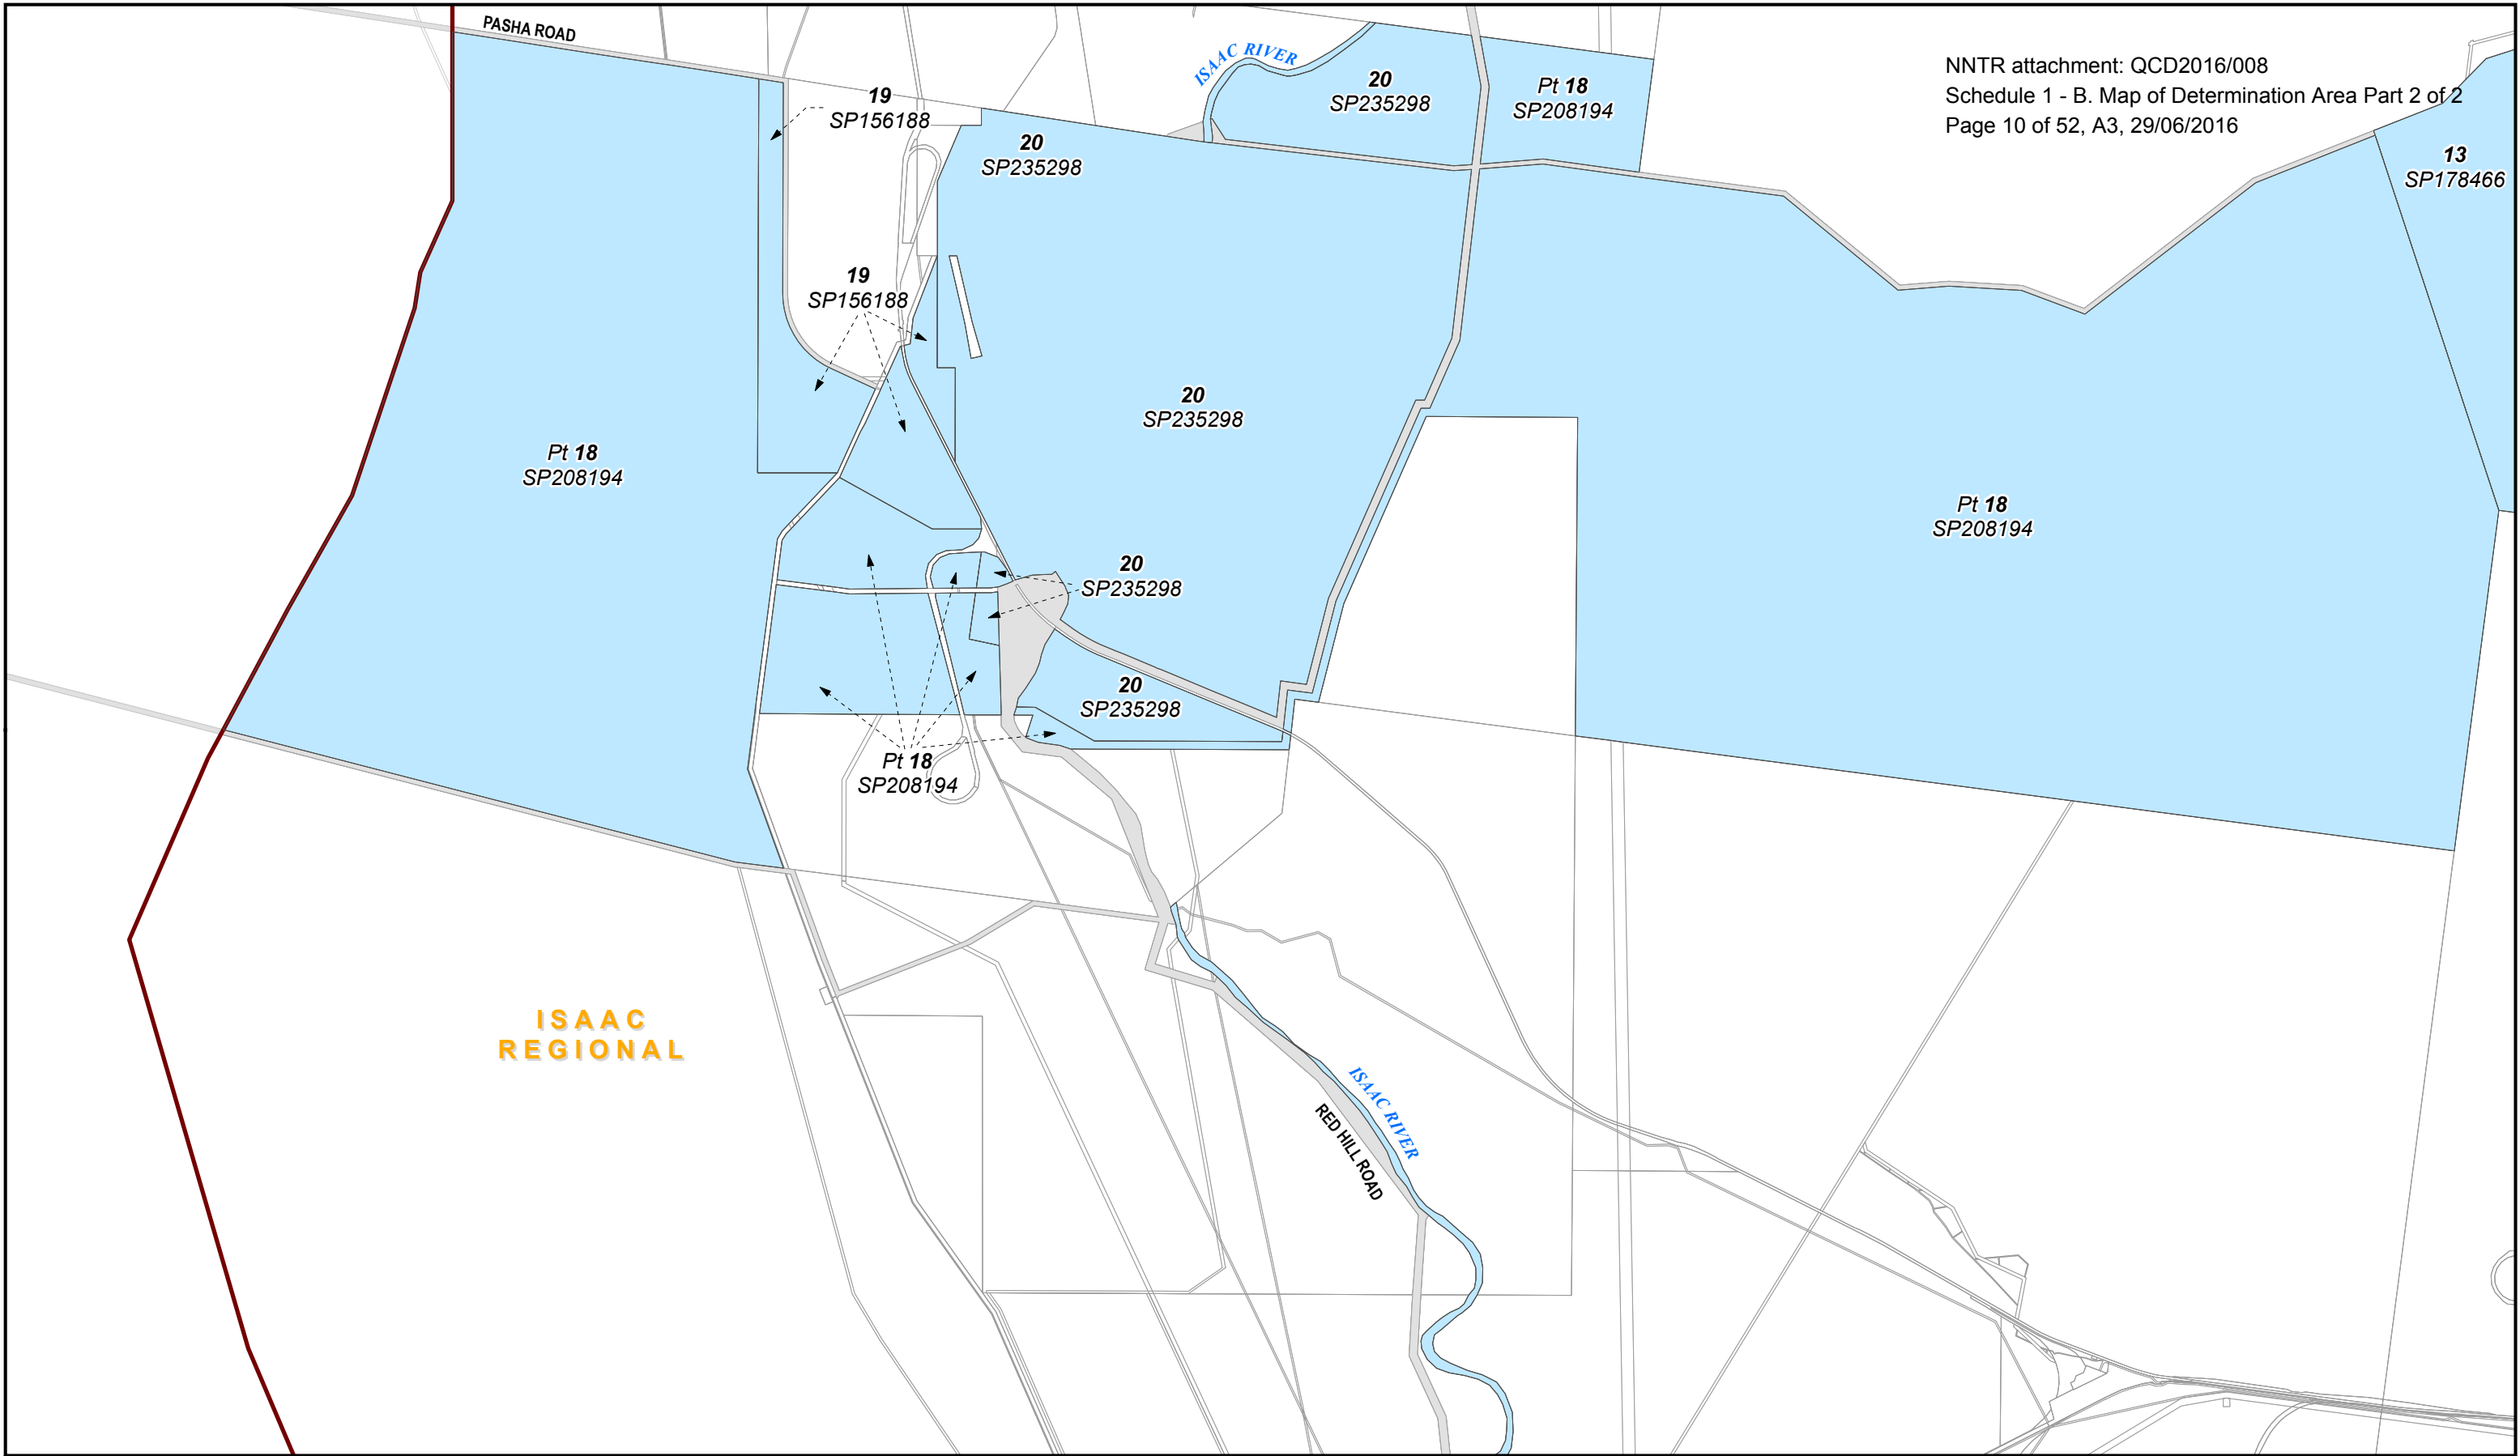 PASHA ROAD
ISAAC RIVER
NNTR attachment: QCD2016/008
Schedule 1 - B. Map of Determination Area Part 2 of 2
Page 10 of 52, A3, 29/06/2016
19
SP156188
20
SP235298
20
SP235298
Pt 18
SP208194
13
SP178466
19
SP156188
20
SP235298
Pt 18
SP208194
Pt 18
SP208194
20
SP235298
20
SP235298
Pt 18
SP208194
ISAAC
REGIONAL
ISAAC RIVER
RED HILL ROAD